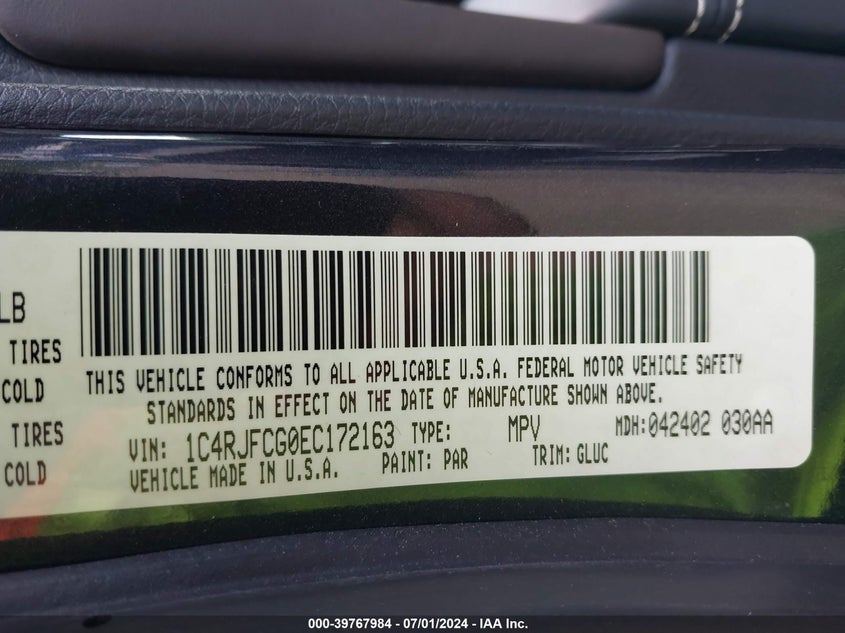 LB
TIRES
COLD
TIRES
COLD
THIS VEHICLE CONFORMS TO ALL APPLICABLE U.S.A. FEDERAL MOTOR VEHICLE SAFETY
STANDARDS IN EFFECT ON THE DATE OF MANUFACTURE SHOWN ABOVE.
VIN: 1C4RJFCG0EC172163 TYPE: MPV MDH:042402 030AA
VEHICLE MADE IN U.S.A. PAINT: PAR TRIM: GLUC
000-39767984 - 07/01/2024 - IAA Inc.